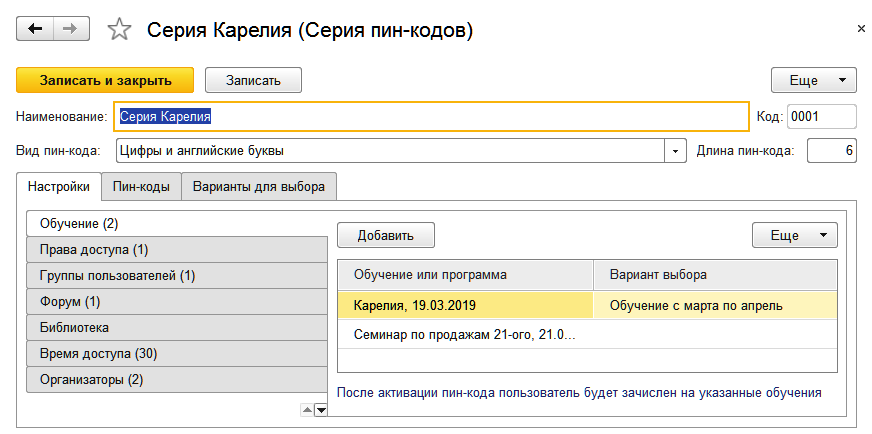 Серия Карелия (Серия пин-кодов)
Записать и закрыть
Записать
Еще
Наименование: Серия Карелия
Код: 0001
Вид пин-кода: Цифры и английские буквы
Длина пин-кода: 6
Настройки
Пин-коды
Варианты для выбора
Обучение (2)
Права доступа (1)
Группы пользователей (1)
Форум (1)
Библиотека
Время доступа (30)
Организаторы (2)
Добавить
Еще
Обучение или программа
Вариант выбора
Карелия, 19.03.2019
Обучение с марта по апрель
Семинар по продажам 21-ого, 21.0...
После активации пин-кода пользователь будет зачислен на указанные обучения